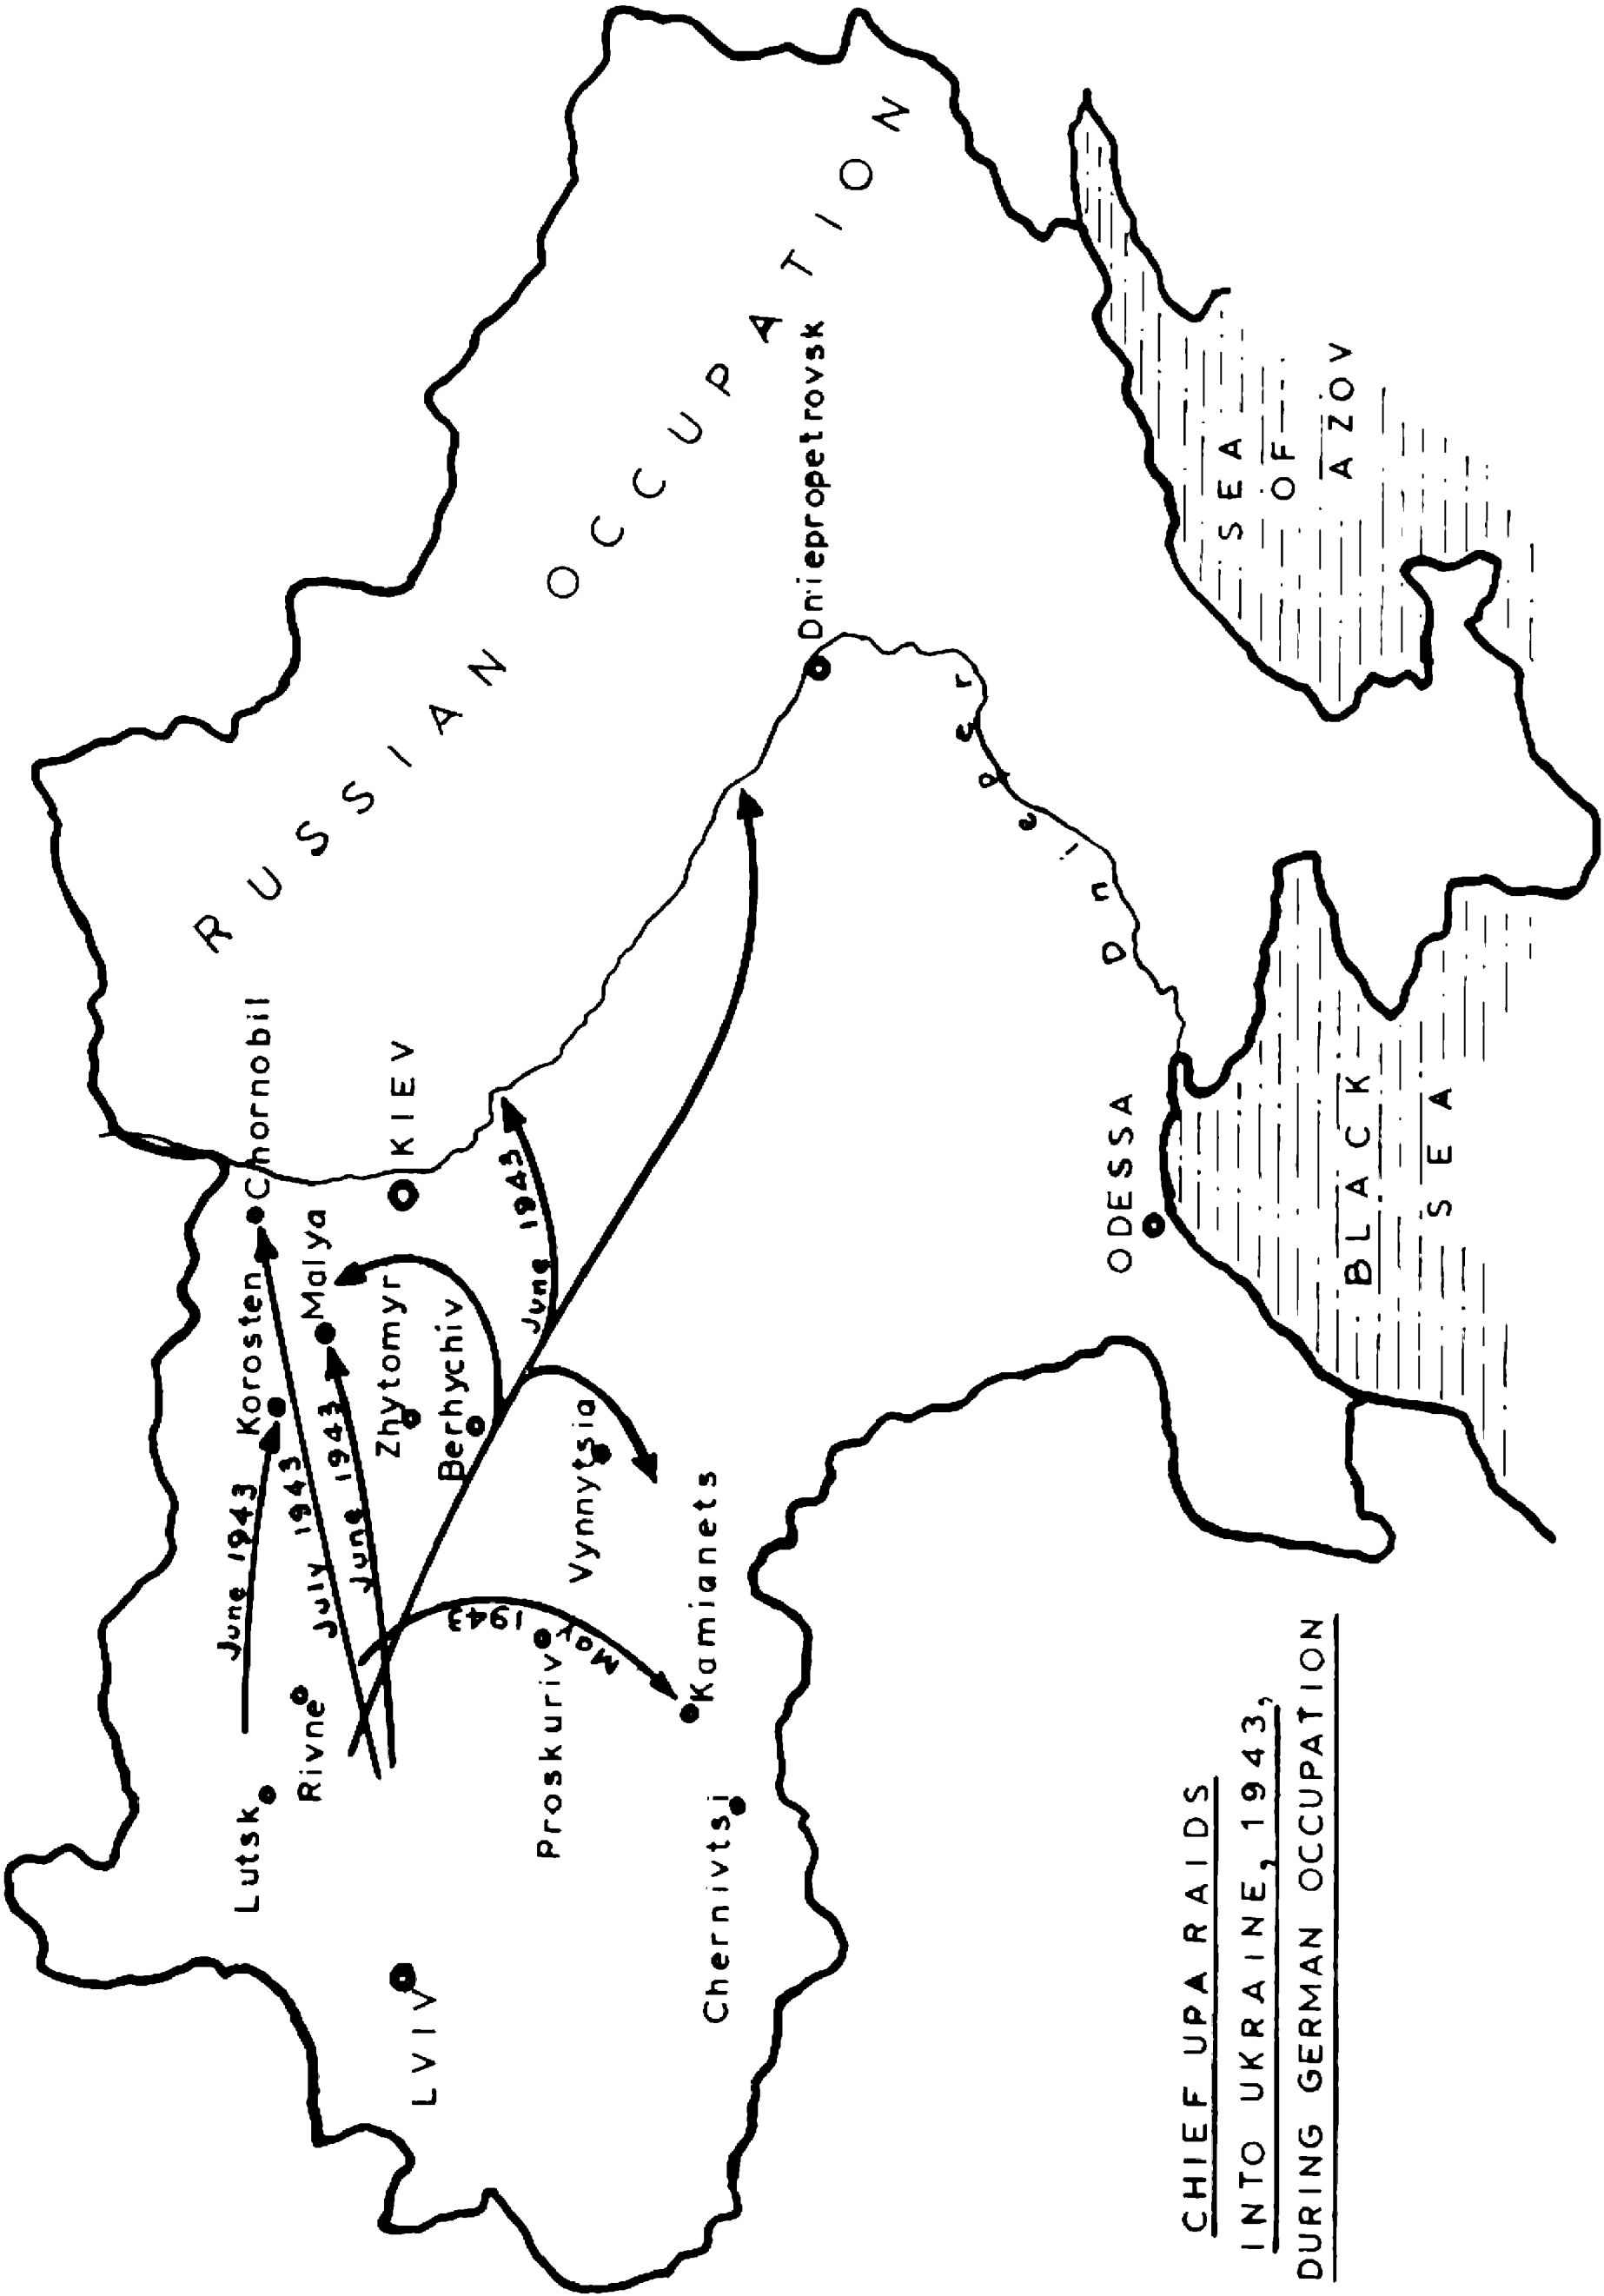 Chornobil
Korosten
June 1943
Malya
July 1943
June 1943
Lutsk
Rivne
KIEV
Zhytomyr
Berhychiv
LVIV
RUSSIAN OCCUPATION
June 1943
1943
May
Proskuriv
Vynnytsia
Kamianets
Chernivtsi
Dniepropetrovsk
Dnieper
ODESSA
SEA
OF
AZOV
BLACK
SEA
CHIEF UPA RAIDS
INTO UKRAINE, 1943,
DURING GERMAN OCCUPATION